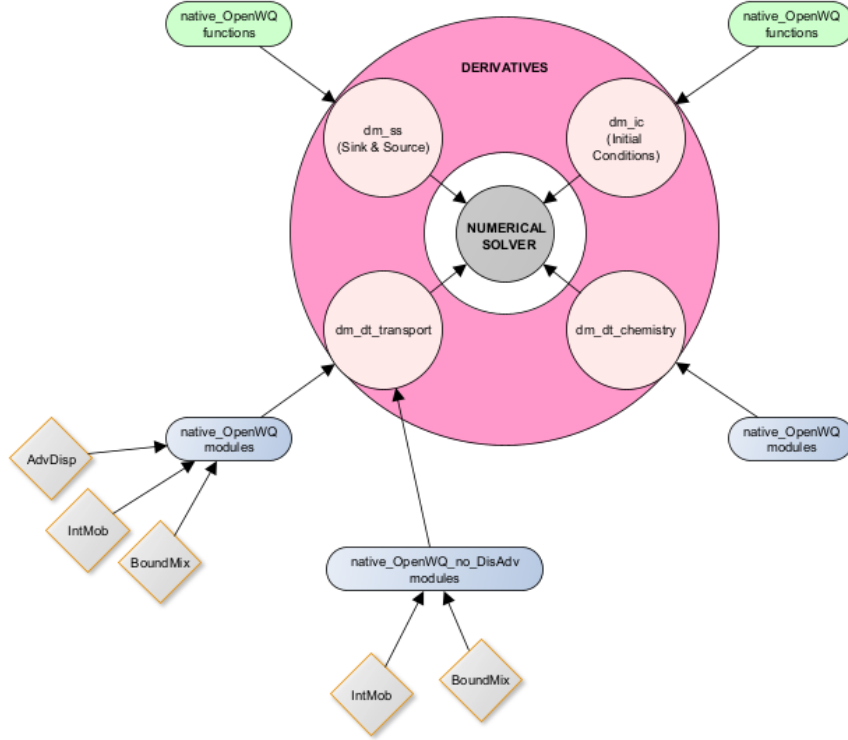 native_OpenWQ
functions
native_OpenWQ
functions
DERIVATIVES
dm_ss
(Sink & Source)
dm_ic
(Initial
Conditions)
NUMERICAL
SOLVER
dm_dt_transport
dm_dt_chemistry
native_OpenWQ
modules
native_OpenWQ
modules
AdvDisp
IntMob
BoundMix
native_OpenWQ_no_DisAdv
modules
IntMob
BoundMix